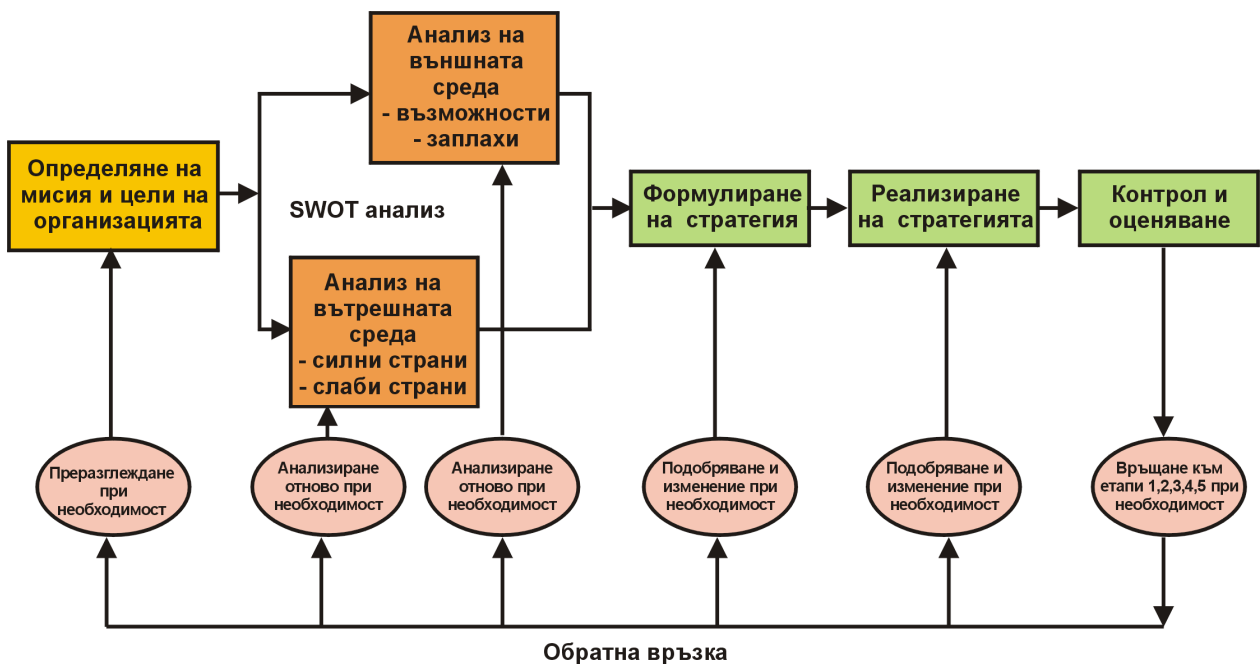 Анализ на
външната
среда
- възможности
- заплахи
Определяне на
мисия и цели на
организацията
SWOT анализ
Формулиране
на стратегия
Реализиране
на стратегията
Контрол и
оценяване
Анализ на
вътрешната
среда
- силни страни
- слаби страни
Преразглеждане
при
необходимост
Анализиране
отново при
необходимост
Анализиране
отново при
необходимост
Подобряване и
изменение при
необходимост
Подобряване и
изменение при
необходимост
Връщане към
етапи 1,2,3,4,5 при
необходимост
Обратна връзка